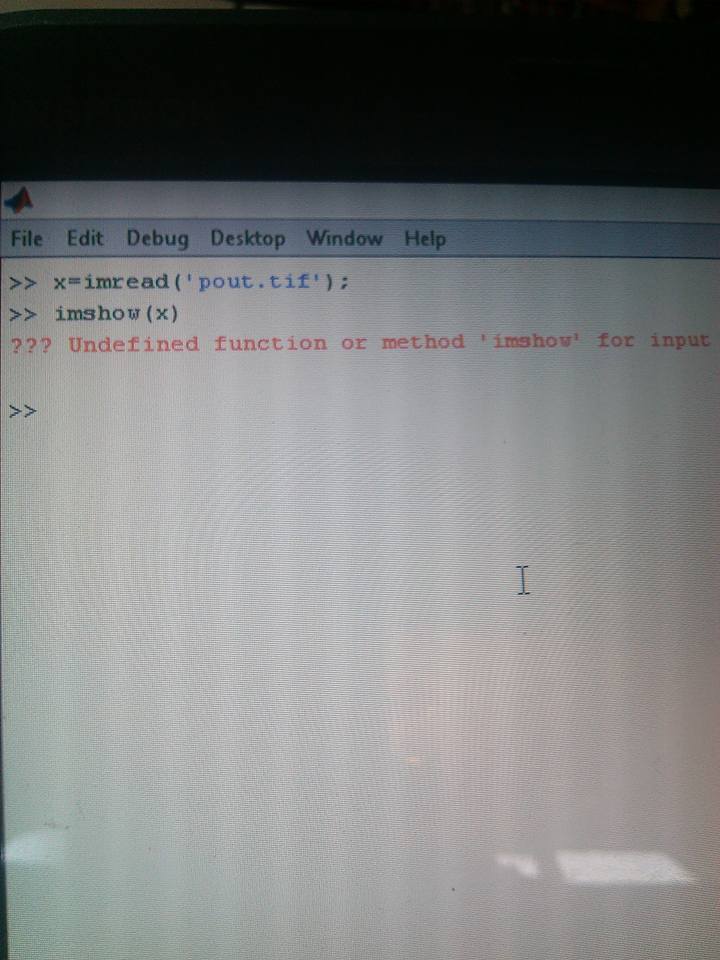 File Edit Debug Desktop Window Help
>> x=imread('pout.tif');
>> imshow(x)
??? Undefined function or method 'imshow' for input
>>